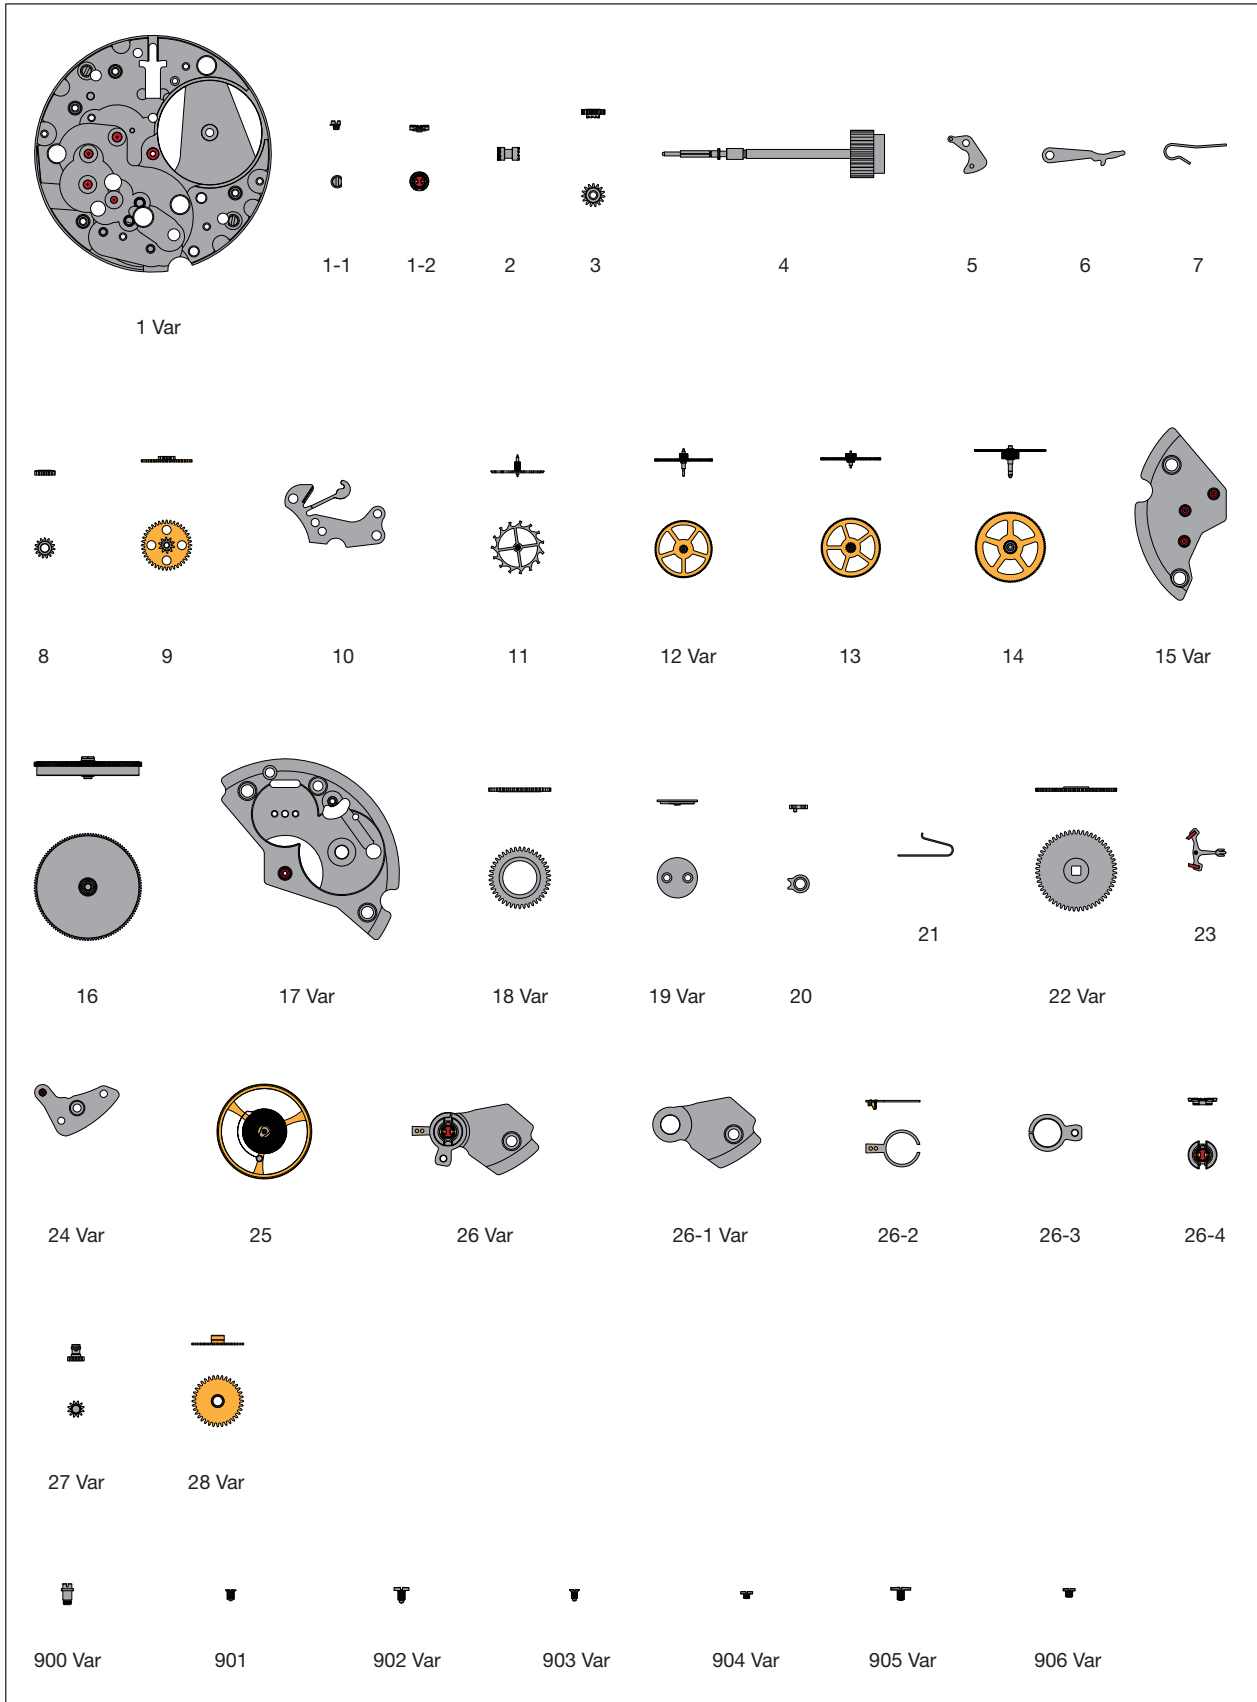 1-1 1-2 2 3 4 5 6 7
1 Var
8 9 10 11 12 Var 13 14 15 Var
21 23
16 17 Var 18 Var 19 Var 20 22 Var
24 Var 25 26 Var 26-1 Var 26-2 26-3 26-4
27 Var 28 Var
900 Var 901 902 Var 903 Var 904 Var 905 Var 906 Var